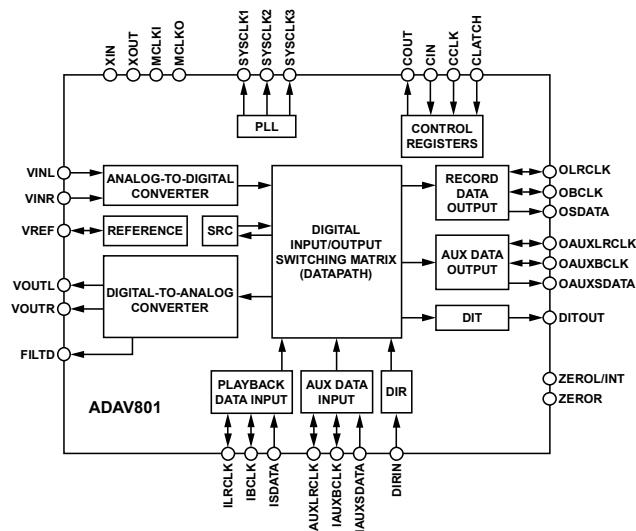 XIN
XOUT
MCLKI
MCLKO
SYSCLK1
SYSCLK2
SYSCLK3
COUT
CIN
CCLK
CLATCH
PLL
CONTROL
REGISTERS
VINL
VINR
VREF
VOUTL
VOUTR
FILTD
ANALOG-TO-DIGITAL
CONVERTER
REFERENCE
SRC
DIGITAL-TO-ANALOG
CONVERTER
DIGITAL
INPUT/OUTPUT
SWITCHING MATRIX
(DATAPATH)
RECORD
DATA
OUTPUT
AUX DATA
OUTPUT
DIT
OLRCLK
OBCLK
OSDATA
OAUXLRCLK
OAUXBCLK
OAUXSDATA
DITOUT
ZEROL/INT
ZEROR
PLAYBACK
DATA INPUT
AUX DATA
INPUT
DIR
ADAV801
ILRCLK
IBCLK
ISDATA
IAUXLRCLK
IAUXBCLK
IAUXSDATA
DIRIN